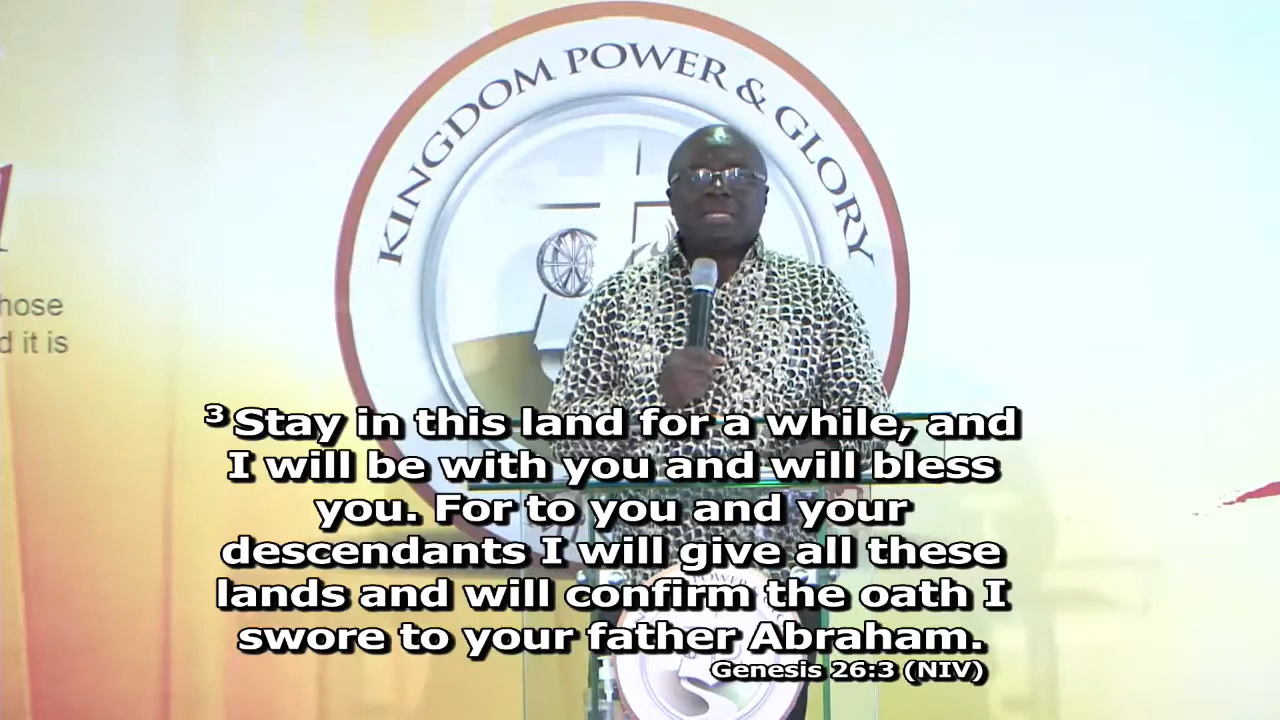 KINGDOM POWER & GLORY
hose
d it is
3 Stay in this land for a while, and
I will be with you and will bless
you. For to you and your
descendants I will give all these
lands and will confirm the oath I
swore to your father Abraham.
Genesis 26:3 (NIV)
POWER